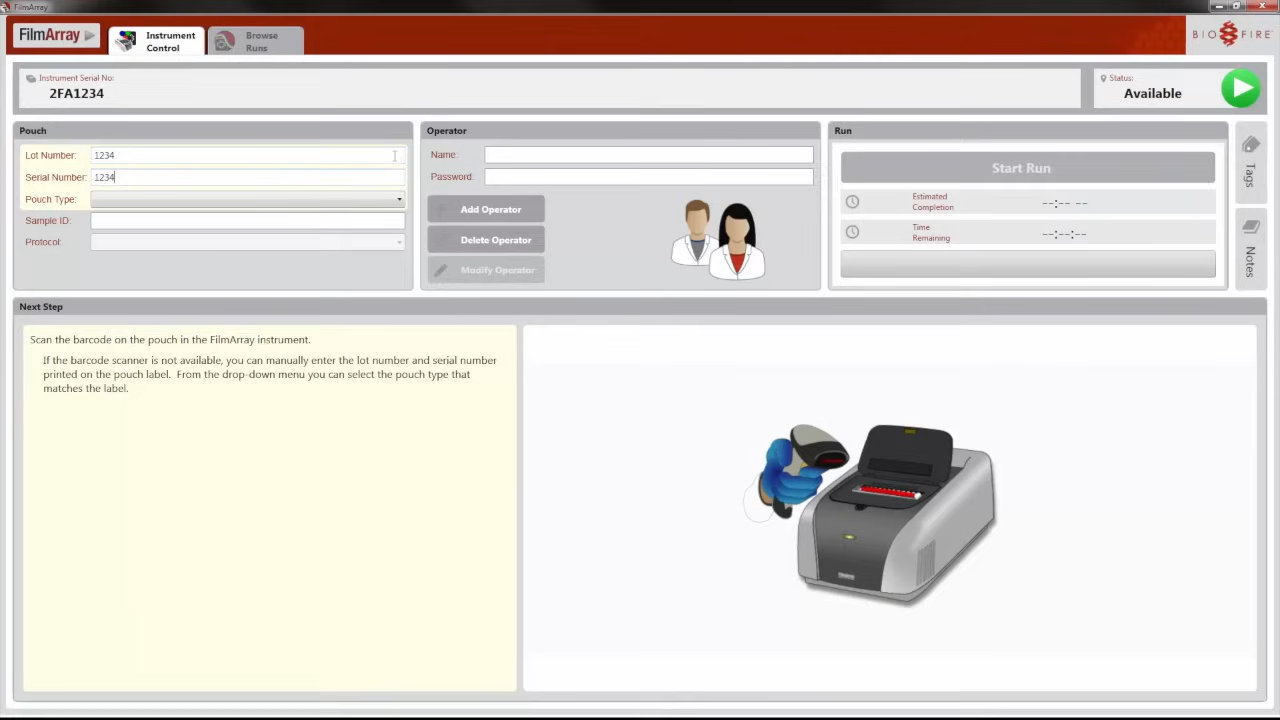 FilmArray
FilmArray
Instrument
Control
Browse
Runs
BIOFIRE
Instrument Serial No:
2FA1234
Status:
Available
Pouch
Lot Number: 1234
Serial Number: 1234
Pouch Type:
Sample ID:
Protocol:
Operator
Name:
Password:
Add Operator
Delete Operator
Modify Operator
Run
Start Run
Estimated
Completion
--:-- --
Time
Remaining
--:--:--
Tags
Notes
Next Step
Scan the barcode on the pouch in the FilmArray instrument.
If the barcode scanner is not available, you can manually enter the lot number and serial number
printed on the pouch label. From the drop-down menu you can select the pouch type that
matches the label.